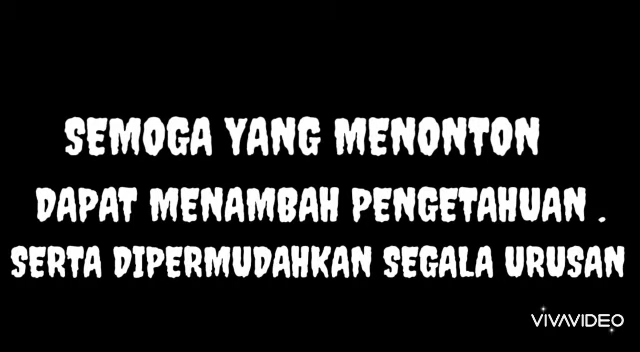 SEMOGA YANG MENONTON
DAPAT MENAMBAH PENGETAHUAN .
SERTA DIPERMUDAHKAN SEGALA URUSAN
VIVAVIDEO